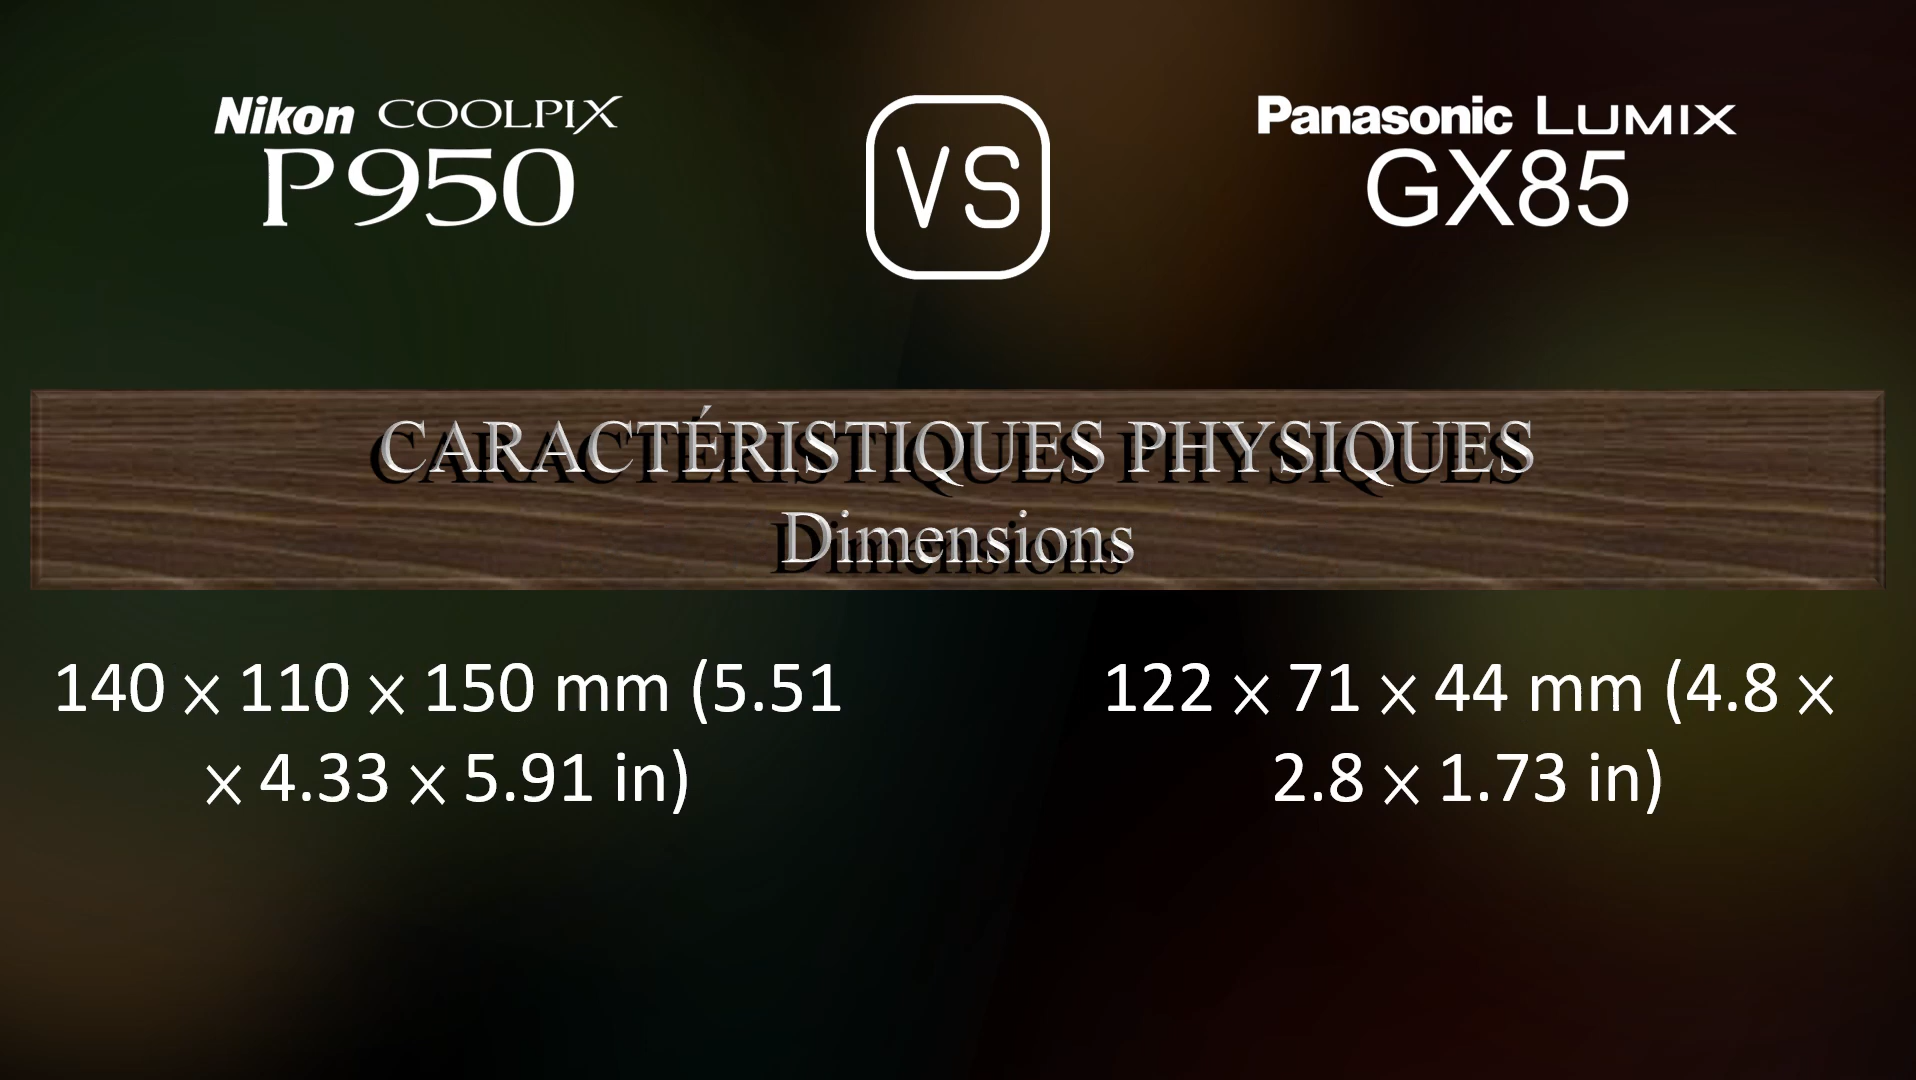 Nikon COOLPIX
P950
VS
Panasonic LUMIX
GX85
CARACTÉRISTIQUES PHYSIQUES
Dimensions
140 x 110 x 150 mm (5.51
x 4.33 x 5.91 in)
122 x 71 x 44 mm (4.8 x
2.8 x 1.73 in)